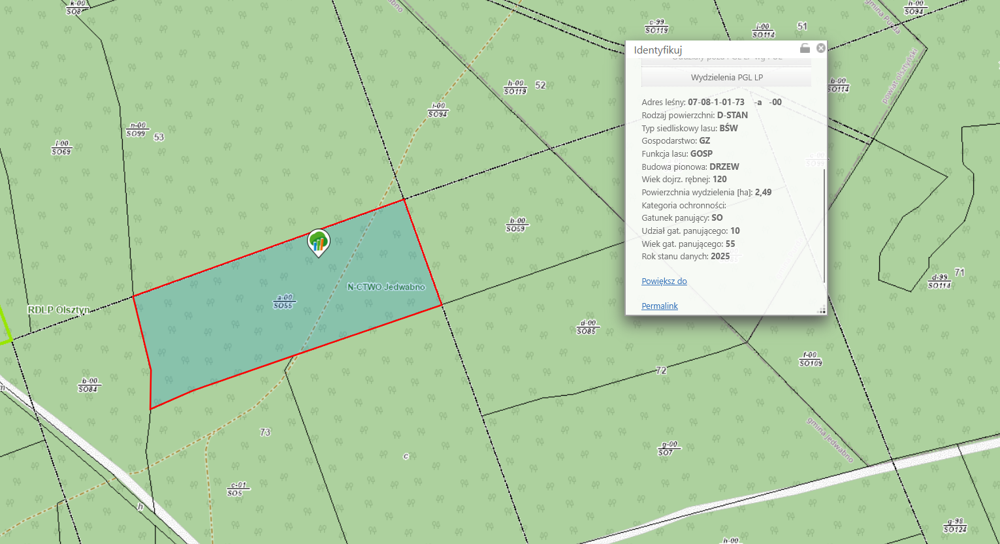 k-00
SO8
abno
gmina Purda
h-00
SO94
c-99
SO119
i-00
SO114
51
Identyfikuj
Wydzielenia PGL LP
Adres leśny: 07-08-1-01-73 -a -00
Rodzaj powierzchni: D-STAN
Typ siedliskowy lasu: BŚW
Gospodarstwo: GZ
Funkcja lasu: GOSP
Budowa pionowa: DRZEW
Wiek dojrz. rębnej: 120
Powierzchnia wydzielenia [ha]: 2,49
Kategoria ochronności:
Gatunek panujący: SO
Udział gat. panującego: 10
Wiek gat. panującego: 55
Rok stanu danych: 2025
Powiększ do
Permalink
powiat olsztyński
h-00
SO119
52
b-00
SO114
i-00
SO94
n-00
SO99
53
l-00
SO69
b-00
SO59
71
d-99
SO114
N-CTWO Jedwabno
a-00
SO55
RDLP Olsztyn
d-00
SO85
f-00
SO109
72
b-00
SO84
m
73
gmina Jedwabno
g-00
SO7
c
c-01
SO5
h
g-98
SO124
h-00